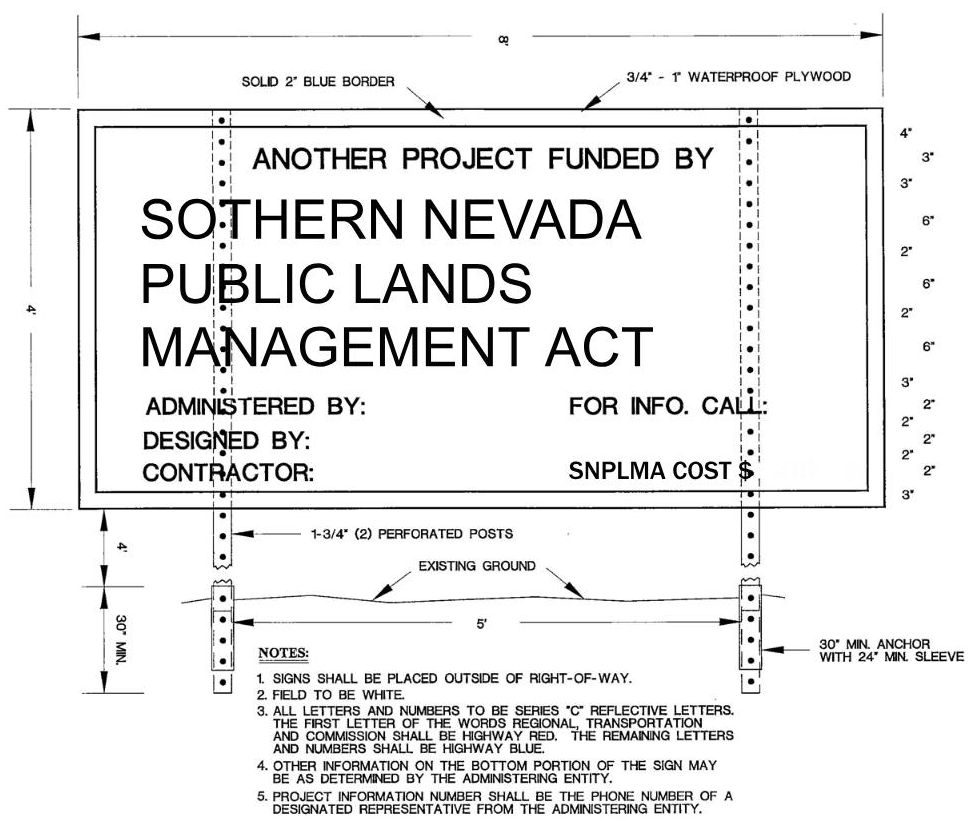 8'
SOLID 2" BLUE BORDER
3/4" - 1" WATERPROOF PLYWOOD
4"
ANOTHER PROJECT FUNDED BY
3"
3"
SOTHERN NEVADA
6"
2"
PUBLIC LANDS
6"
4'
2"
MANAGEMENT ACT
6"
3"
ADMINISTERED BY: FOR INFO. CALL:
2"
2"
DESIGNED BY:
2"
2"
CONTRACTOR: SNPLMA COST $
2"
3"
1-3/4" (2) PERFORATED POSTS
4'
EXISTING GROUND
5'
30" MIN.
30" MIN. ANCHOR
WITH 24" MIN. SLEEVE
NOTES:
1. SIGNS SHALL BE PLACED OUTSIDE OF RIGHT-OF-WAY.
2. FIELD TO BE WHITE.
3. ALL LETTERS AND NUMBERS TO BE SERIES "C" REFLECTIVE LETTERS.
THE FIRST LETTER OF THE WORDS REGIONAL, TRANSPORTATION
AND COMMISSION SHALL BE HIGHWAY RED. THE REMAINING LETTERS
AND NUMBERS SHALL BE HIGHWAY BLUE.
4. OTHER INFORMATION ON THE BOTTOM PORTION OF THE SIGN MAY
BE AS DETERMINED BY THE ADMINISTERING ENTITY.
5. PROJECT INFORMATION NUMBER SHALL BE THE PHONE NUMBER OF A
DESIGNATED REPRESENTATIVE FROM THE ADMINISTERING ENTITY.